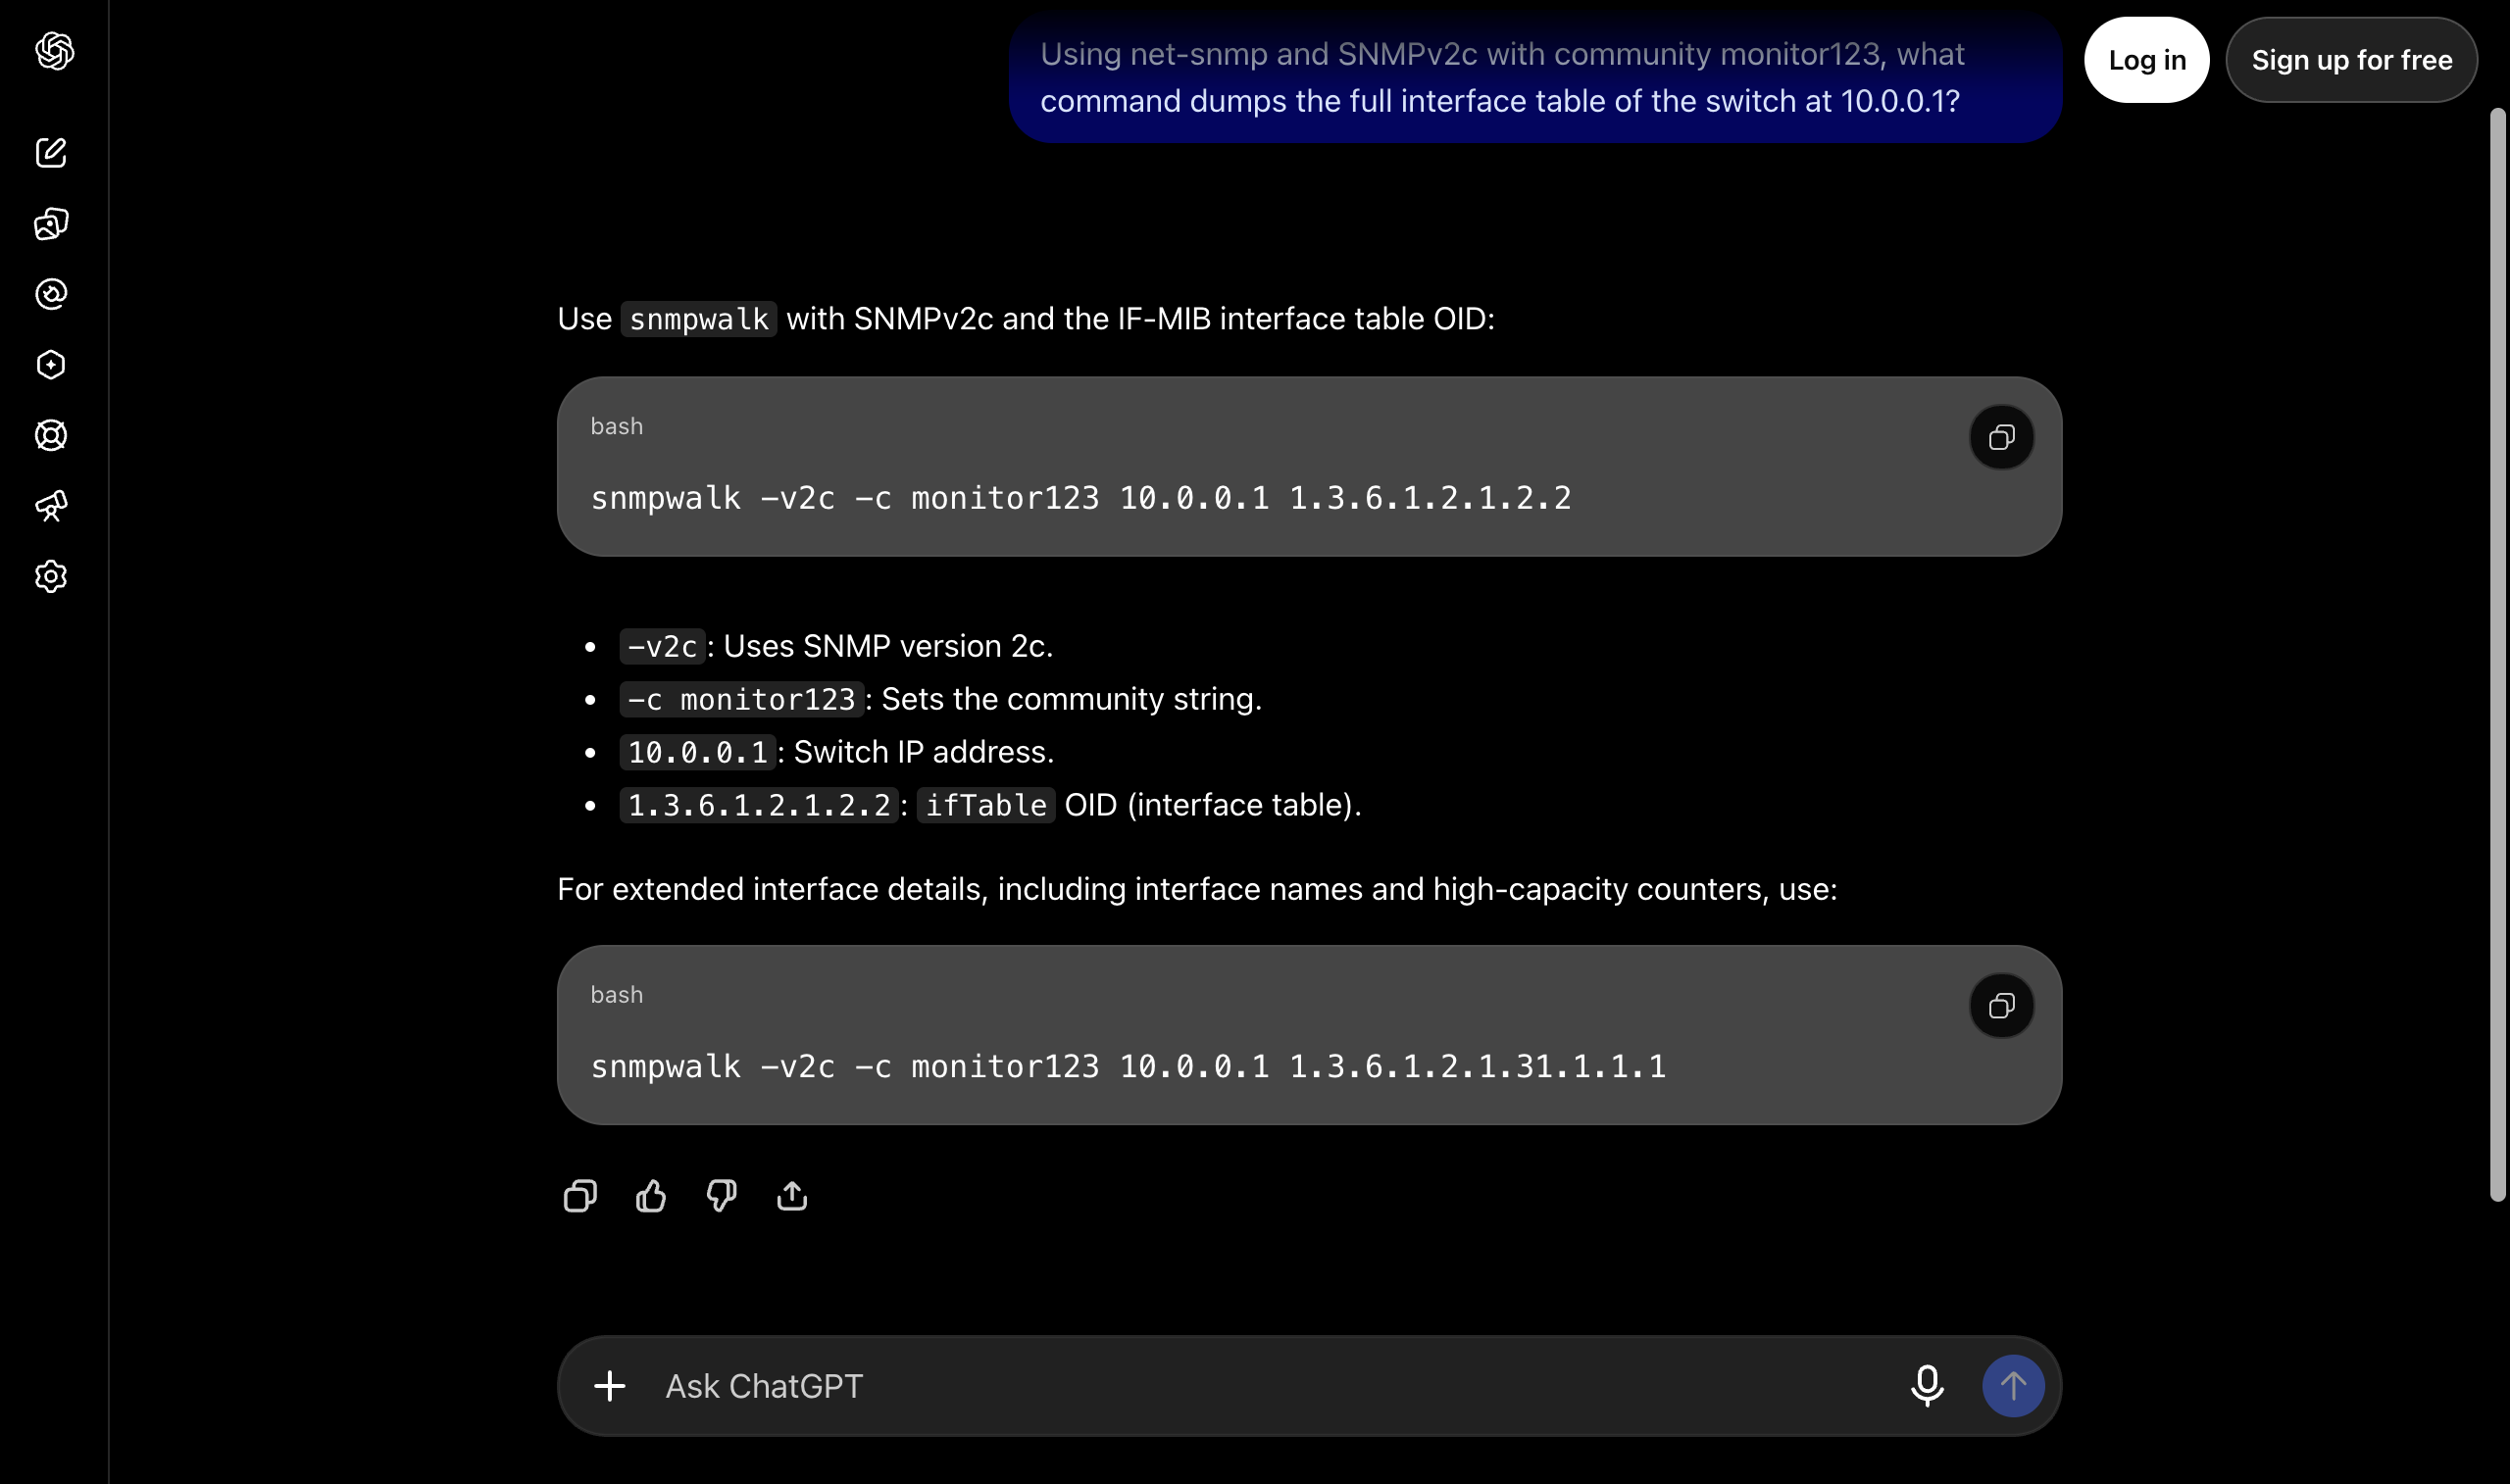 Using net-snmp and SNMPv2c with community monitor123, what
command dumps the full interface table of the switch at 10.0.0.1?
Log in
Sign up for free
Use snmpwalk with SNMPv2c and the IF-MIB interface table OID:
bash
snmpwalk -v2c -c monitor123 10.0.0.1 1.3.6.1.2.1.2.2
• -v2c: Uses SNMP version 2c.
• -c monitor123: Sets the community string.
• 10.0.0.1: Switch IP address.
• 1.3.6.1.2.1.2.2: ifTable OID (interface table).
For extended interface details, including interface names and high-capacity counters, use:
bash
snmpwalk -v2c -c monitor123 10.0.0.1 1.3.6.1.2.1.31.1.1.1
Ask ChatGPT